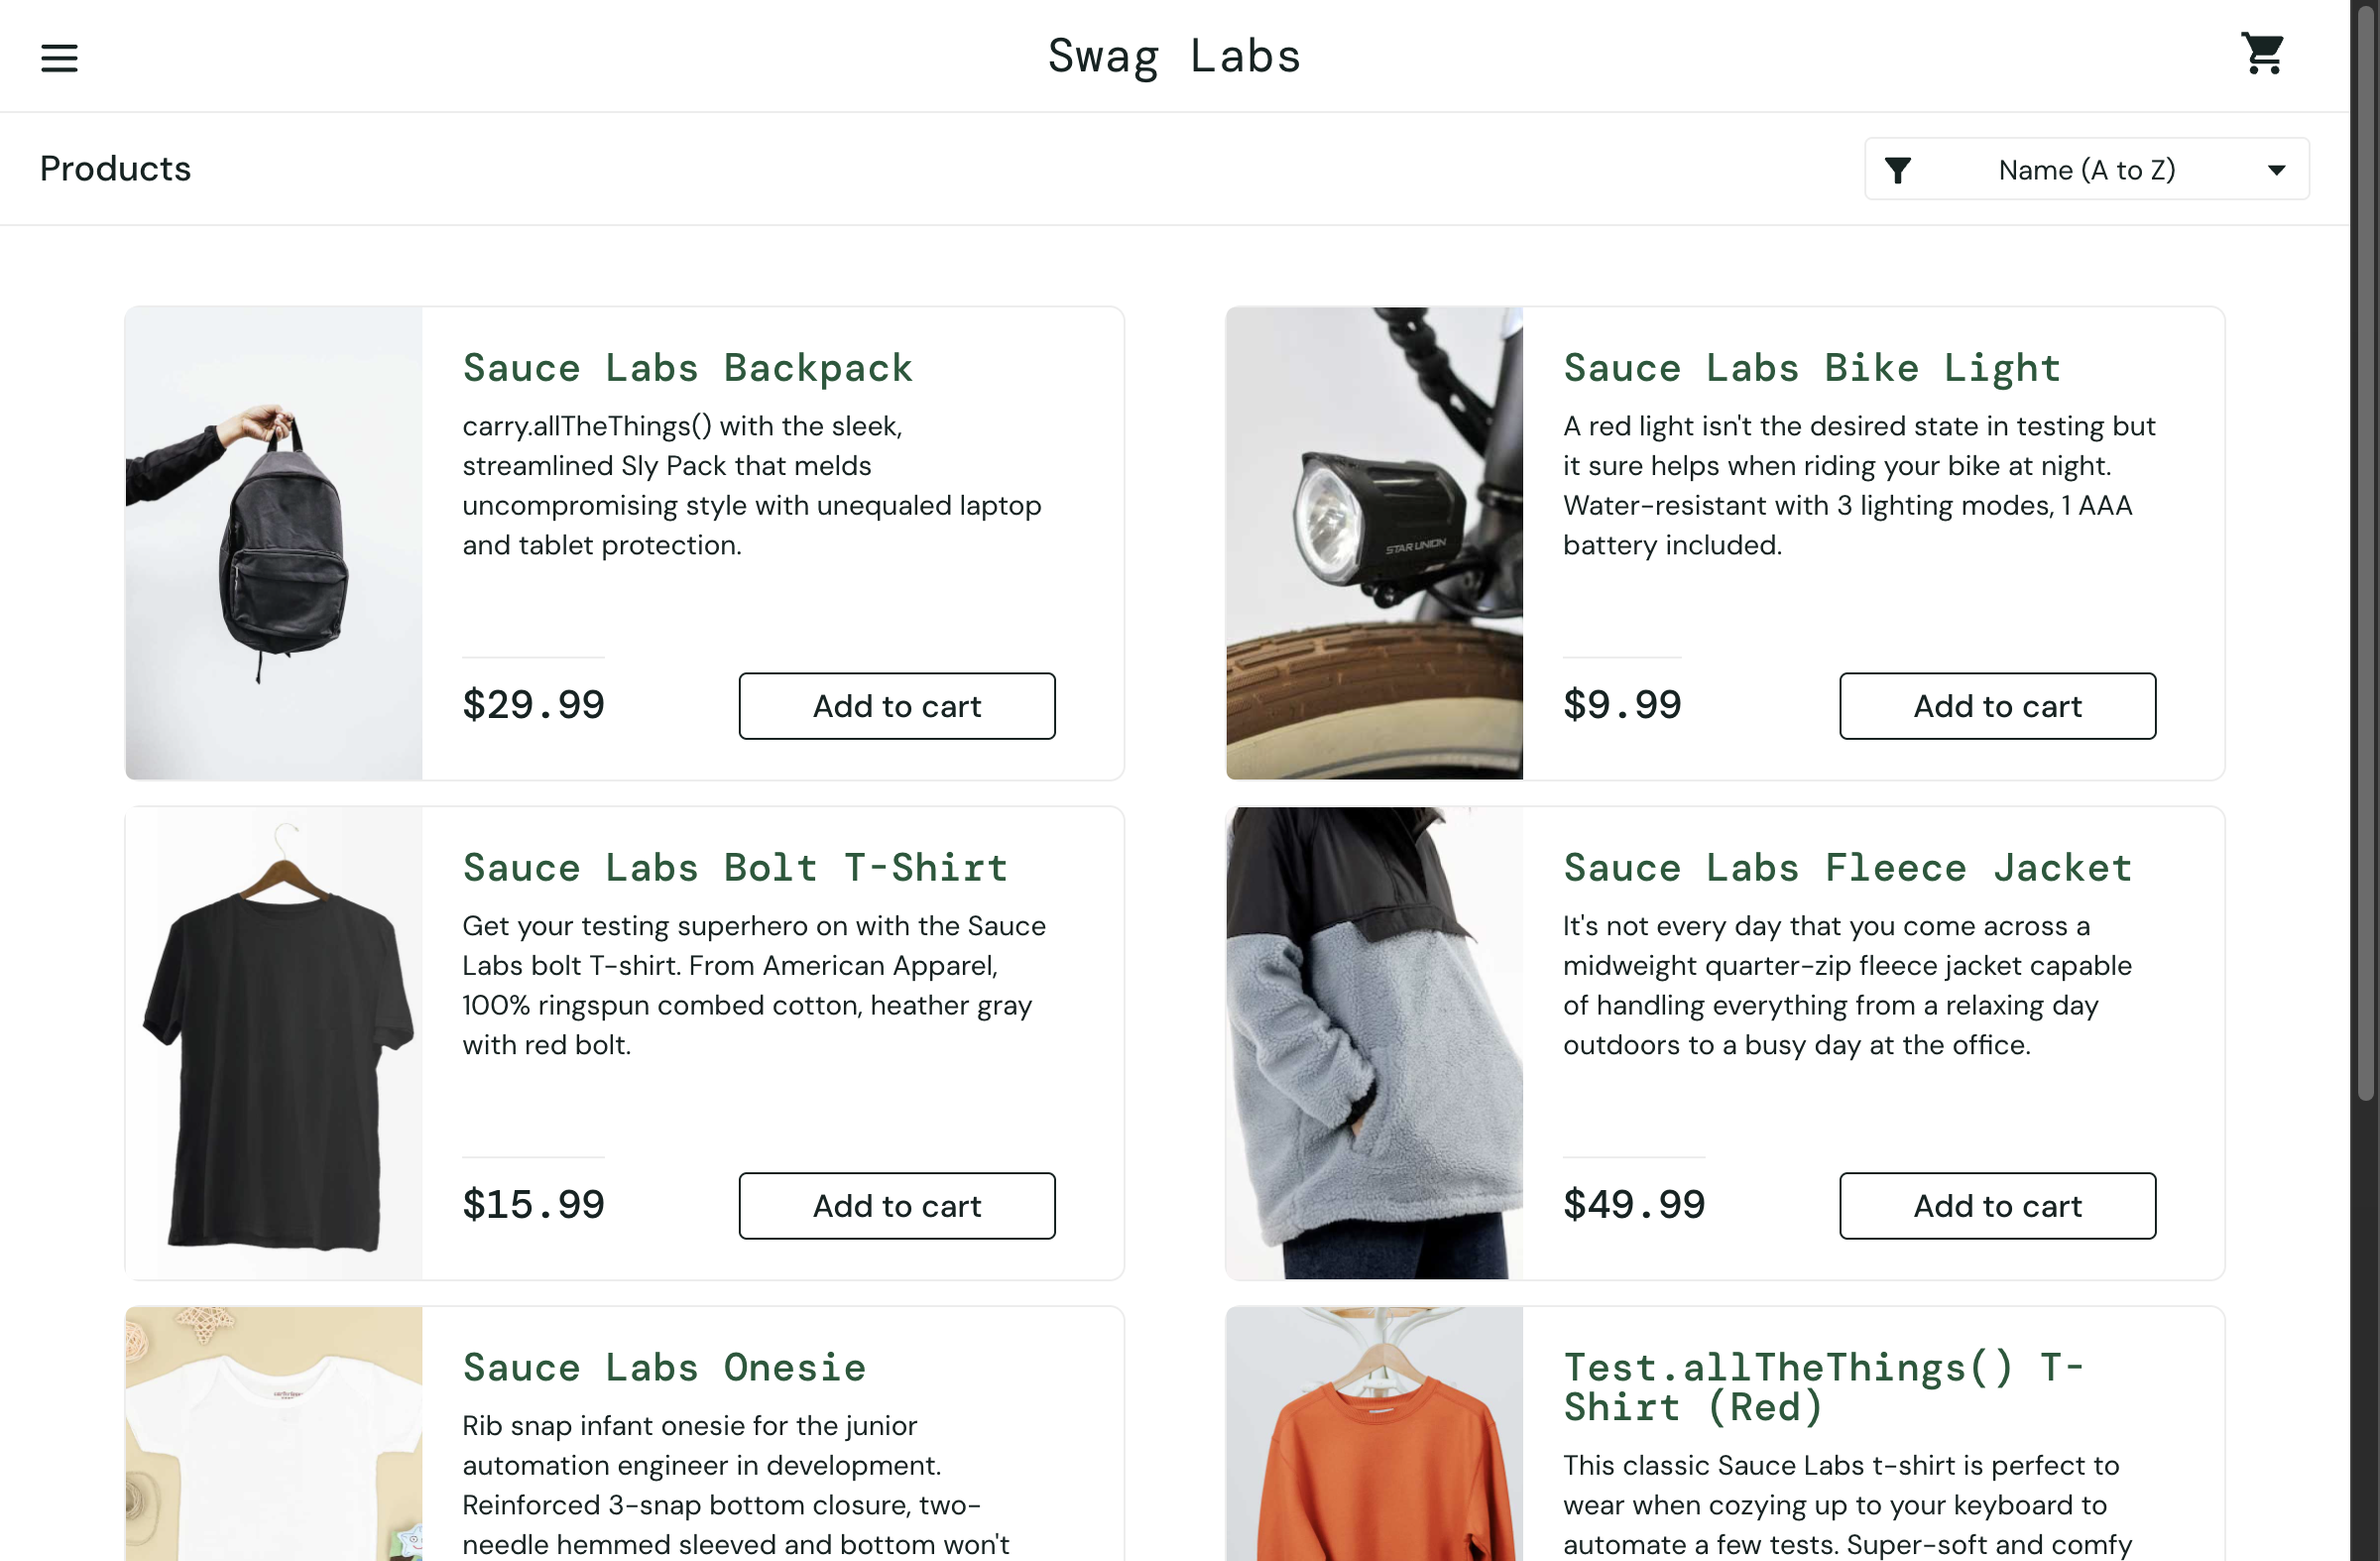 Swag Labs
Products
Name (A to Z)
Sauce Labs Backpack
carry.allTheThings() with the sleek,
streamlined Sly Pack that melds
uncompromising style with unequaled laptop
and tablet protection.
$29.99
Add to cart
Sauce Labs Bike Light
A red light isn't the desired state in testing but
it sure helps when riding your bike at night.
Water-resistant with 3 lighting modes, 1 AAA
battery included.
STAR UNION
$9.99
Add to cart
Sauce Labs Bolt T-Shirt
Get your testing superhero on with the Sauce
Labs bolt T-shirt. From American Apparel,
100% ringspun combed cotton, heather gray
with red bolt.
$15.99
Add to cart
Sauce Labs Fleece Jacket
It's not every day that you come across a
midweight quarter-zip fleece jacket capable
of handling everything from a relaxing day
outdoors to a busy day at the office.
$49.99
Add to cart
Sauce Labs Onesie
Rib snap infant onesie for the junior
automation engineer in development.
Reinforced 3-snap bottom closure, two-
needle hemmed sleeved and bottom won't
Test.allTheThings() T-
Shirt (Red)
This classic Sauce Labs t-shirt is perfect to
wear when cozying up to your keyboard to
automate a few tests. Super-soft and comfy